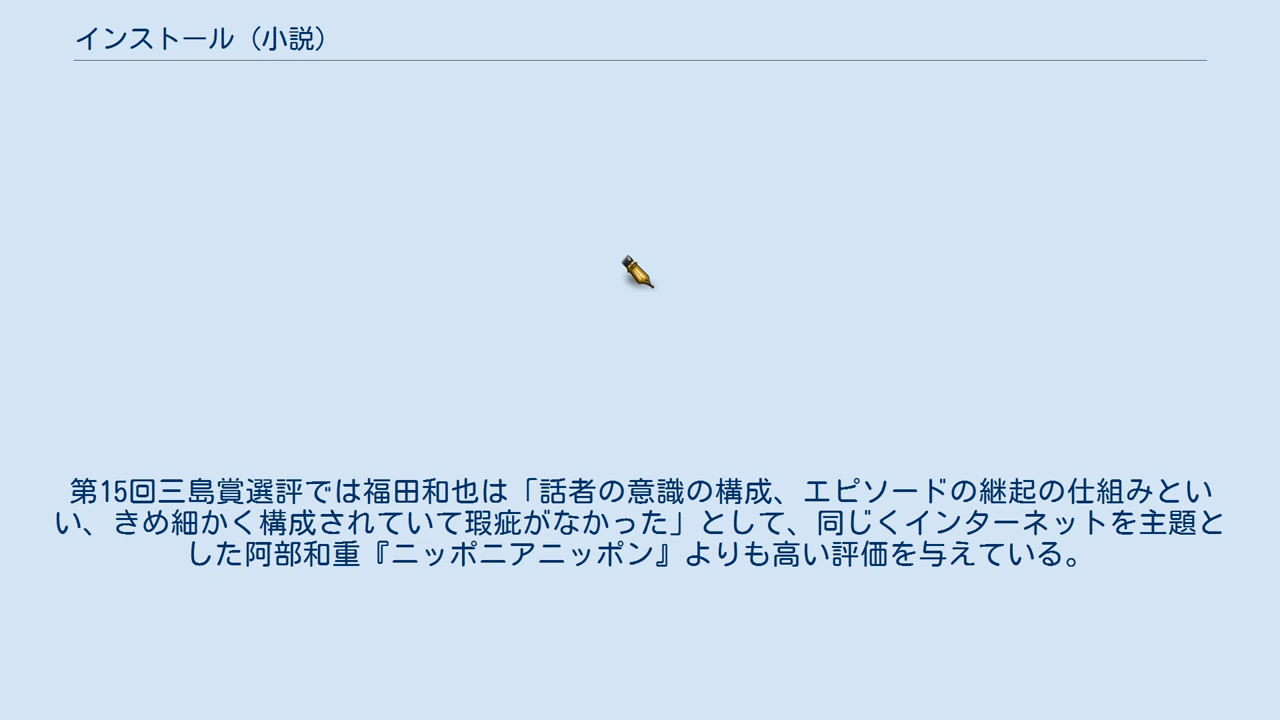 インストール（小説）
第15回三島賞選評では福田和也は「話者の意識の構成、エピソードの継起の仕組みとい
い、きめ細かく構成されていて瑕疵がなかった」として、同じくインターネットを主題と
した阿部和重『ニッポニアニッポン』よりも高い評価を与えている。